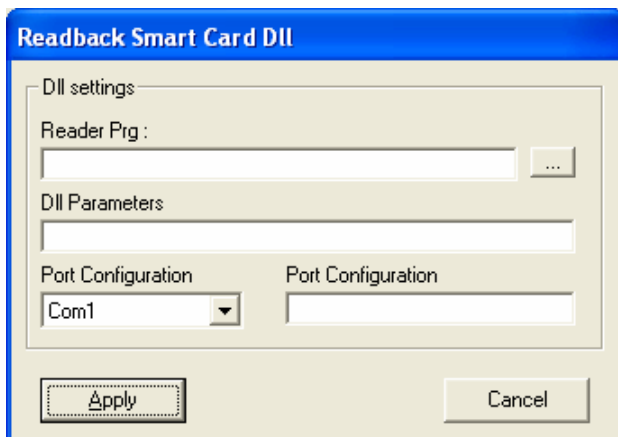 Readback Smart Card Dll
Dll settings
Reader Prg :
...
Dll Parameters
Port Configuration Port Configuration
Com1
Apply Cancel